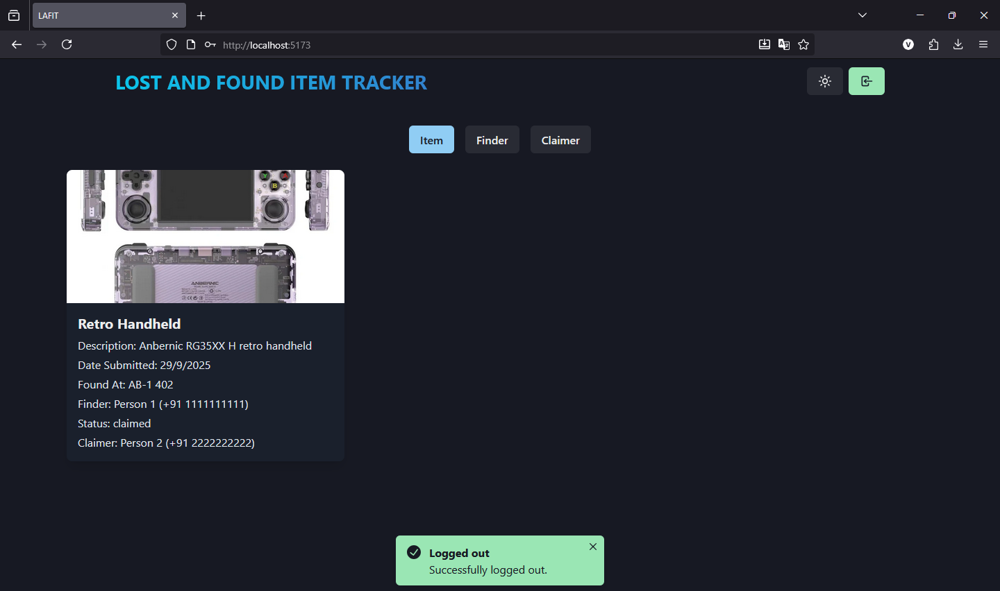 LAFIT
http://localhost:5173
V
LOST AND FOUND ITEM TRACKER
Item
Finder
Claimer
Y
B
ANBERNIC
Retro Handheld
Description: Anbernic RG35XX H retro handheld
Date Submitted: 29/9/2025
Found At: AB-1 402
Finder: Person 1 (+91 1111111111)
Status: claimed
Claimer: Person 2 (+91 2222222222)
Logged out
Successfully logged out.